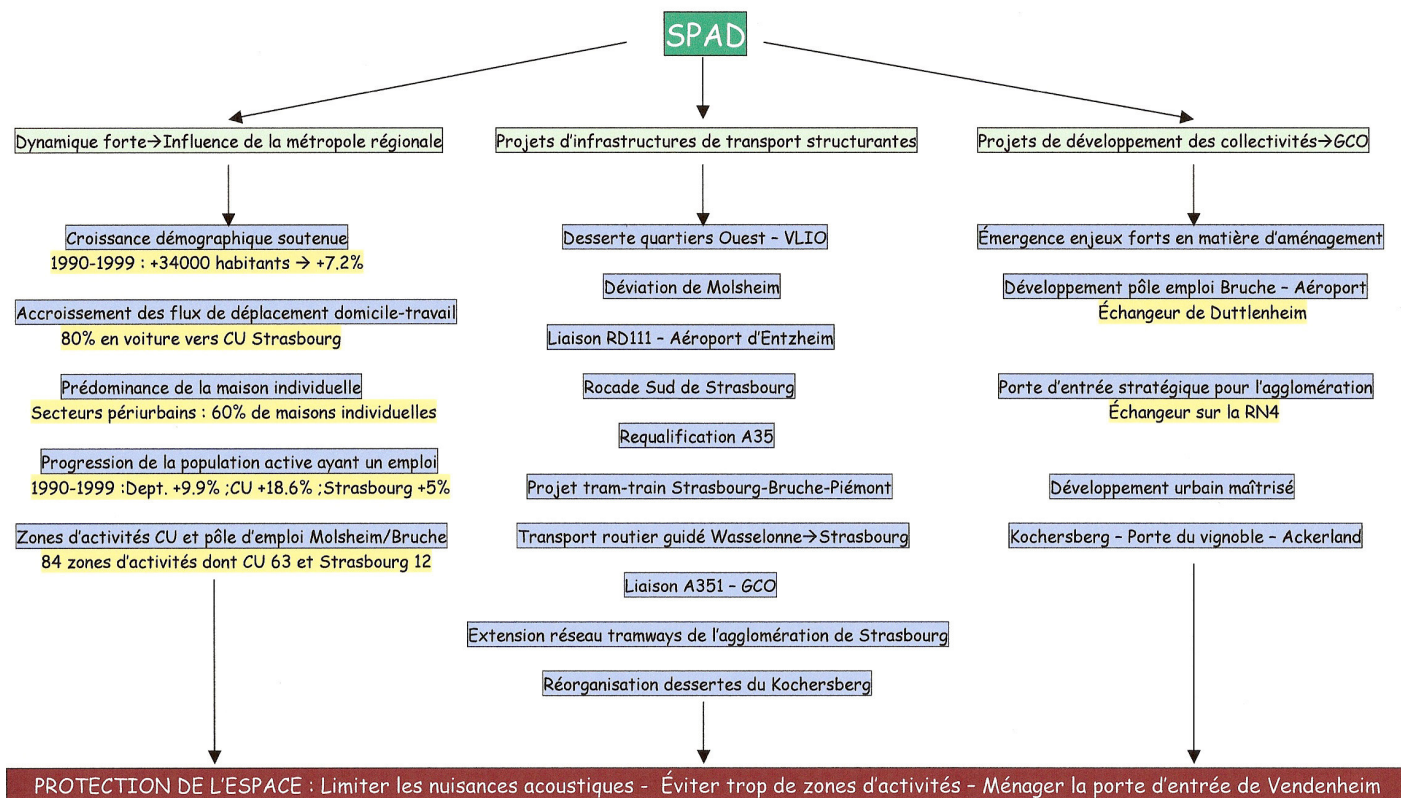 SPAD
Dynamique forte→Influence de la métropole régionale
Croissance démographique soutenue
1990-1999 : +34000 habitants → +7.2%
Accroissement des flux de déplacement domicile-travail
80% en voiture vers CU Strasbourg
Prédominance de la maison individuelle
Secteurs périurbains : 60% de maisons individuelles
Progression de la population active ayant un emploi
1990-1999 :Dept. +9.9% ;CU +18.6% ;Strasbourg +5%
Zones d'activités CU et pôle d'emploi Molsheim/Bruche
84 zones d'activités dont CU 63 et Strasbourg 12
Projets d'infrastructures de transport structurantes
Desserte quartiers Ouest – VLIO
Déviation de Molsheim
Liaison RD111 – Aéroport d'Entzheim
Rocade Sud de Strasbourg
Requalification A35
Projet tram-train Strasbourg-Bruche-Piémont
Transport routier guidé Wasselonne→Strasbourg
Liaison A351 – GCO
Extension réseau tramways de l'agglomération de Strasbourg
Réorganisation dessertes du Kochersberg
Projets de développement des collectivités→GCO
Émergence enjeux forts en matière d'aménagement
Développement pôle emploi Bruche – Aéroport
Échangeur de Duttlenheim
Porte d'entrée stratégique pour l'agglomération
Échangeur sur la RN4
Développement urbain maîtrisé
Kochersberg – Porte du vignoble – Ackerland
PROTECTION DE L'ESPACE : Limiter les nuisances acoustiques - Éviter trop de zones d'activités – Ménager la porte d'entrée de Vendenheim